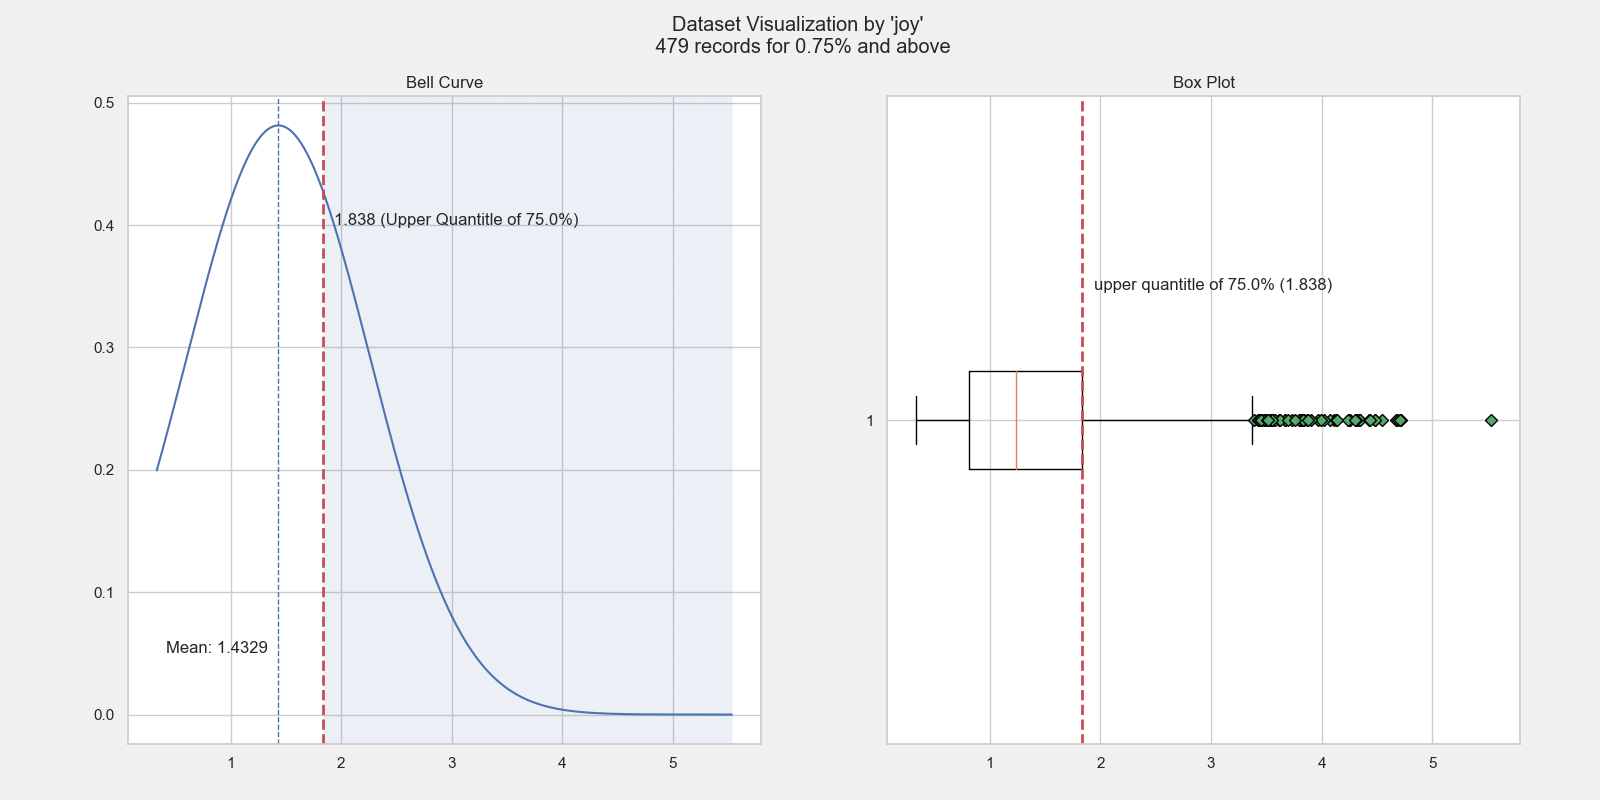 Dataset Visualization by 'joy'
479 records for 0.75% and above
Bell Curve
0.5
0.4
0.3
0.2
0.1
0.0
1.838 (Upper Quantitle of 75.0%)
Mean: 1.4329
1 2 3 4 5
Box Plot
upper quantitle of 75.0% (1.838)
1
1 2 3 4 5